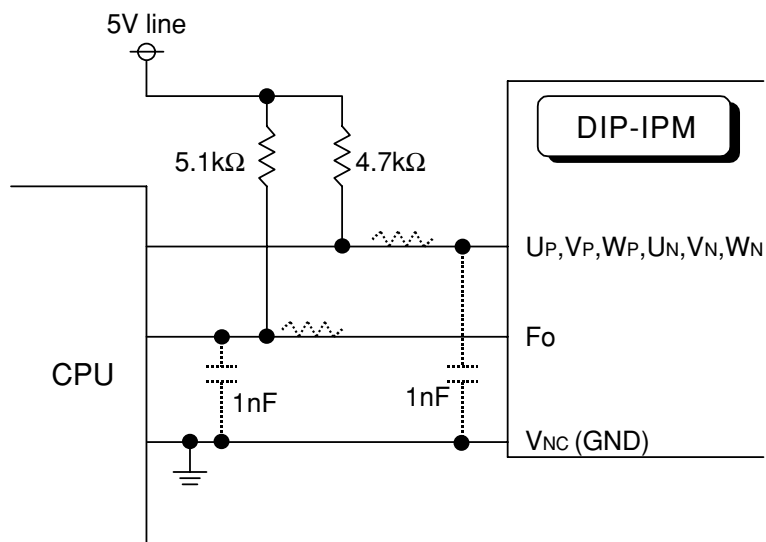 5V line
DIP-IPM
5.1kΩ
4.7kΩ
UP,VP,WP,UN,VN,WN
Fo
CPU
1nF
1nF
VNC (GND)